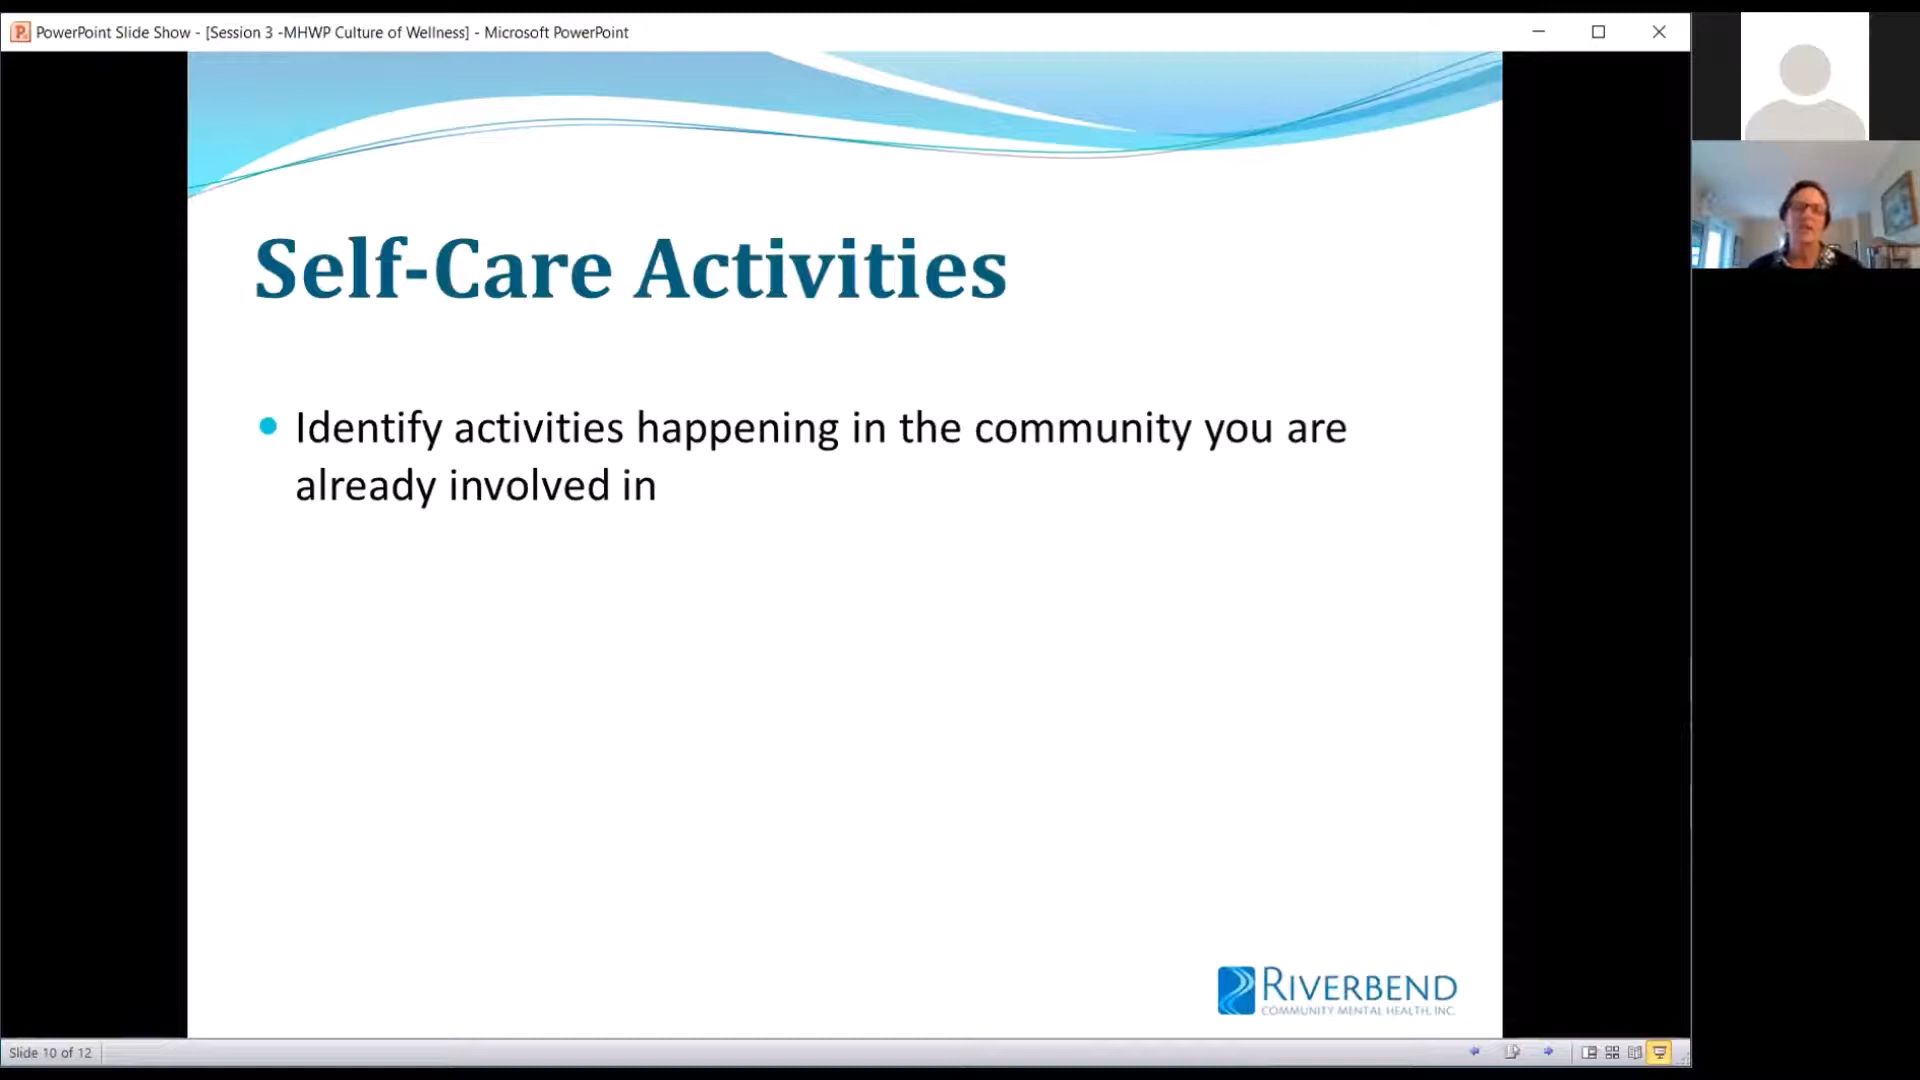 PowerPoint Slide Show - [Session 3 -MHWP Culture of Wellness] - Microsoft PowerPoint
Self-Care Activities
Identify activities happening in the community you are
already involved in
RIVERBEND
COMMUNITY MENTAL HEALTH, INC.
Slide 10 of 12